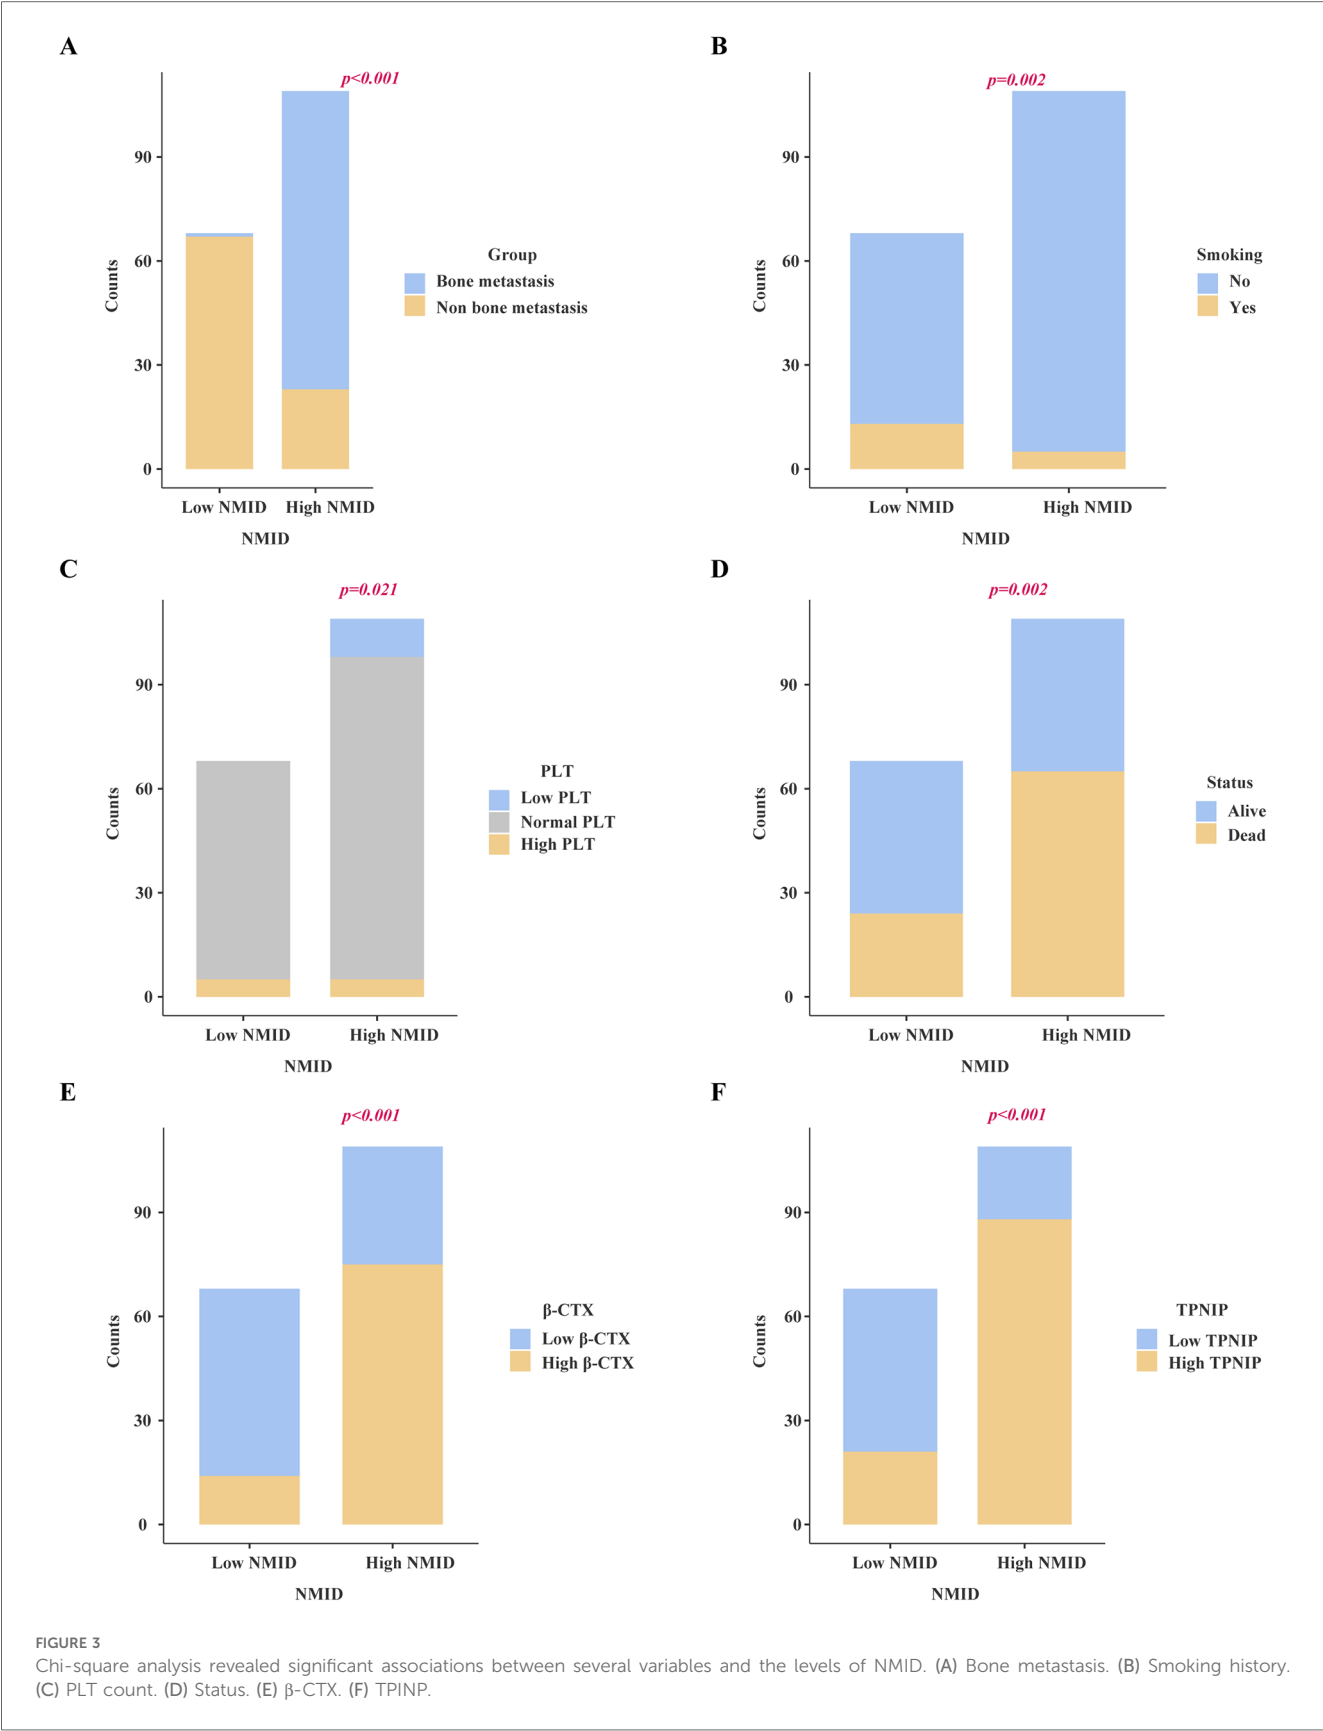 A
p<0.001
90
60
30
0
Counts
Low NMID High NMID
NMID
Group
Bone metastasis
Non bone metastasis
B
p=0.002
90
60
30
0
Counts
Low NMID High NMID
NMID
Smoking
No
Yes
C
p=0.021
90
60
30
0
Counts
Low NMID High NMID
NMID
PLT
Low PLT
Normal PLT
High PLT
D
p=0.002
90
60
30
0
Counts
Low NMID High NMID
NMID
Status
Alive
Dead
E
p<0.001
90
60
30
0
Counts
Low NMID High NMID
NMID
β-CTX
Low β-CTX
High β-CTX
F
p<0.001
90
60
30
0
Counts
Low NMID High NMID
NMID
TPNIP
Low TPNIP
High TPNIP
FIGURE 3
Chi-square analysis revealed significant associations between several variables and the levels of NMID. (A) Bone metastasis. (B) Smoking history.
(C) PLT count. (D) Status. (E) β-CTX. (F) TPINP.